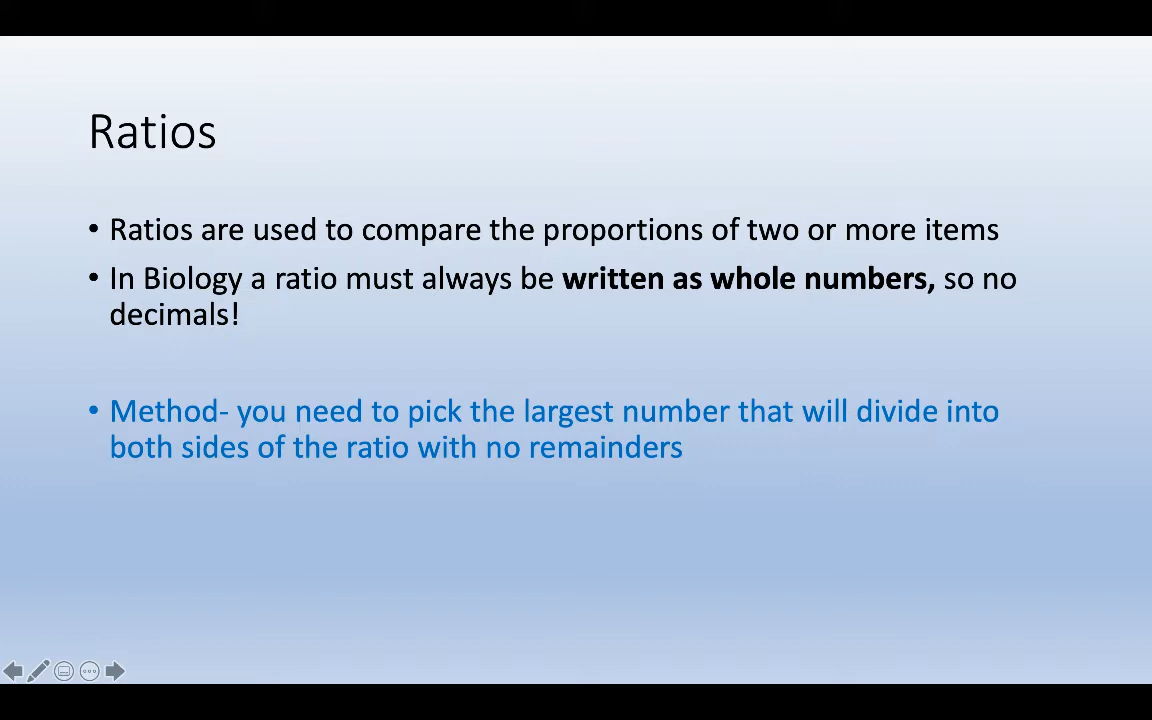 Ratios
• Ratios are used to compare the proportions of two or more items
• In Biology a ratio must always be written as whole numbers, so no
decimals!
• Method- you need to pick the largest number that will divide into
both sides of the ratio with no remainders